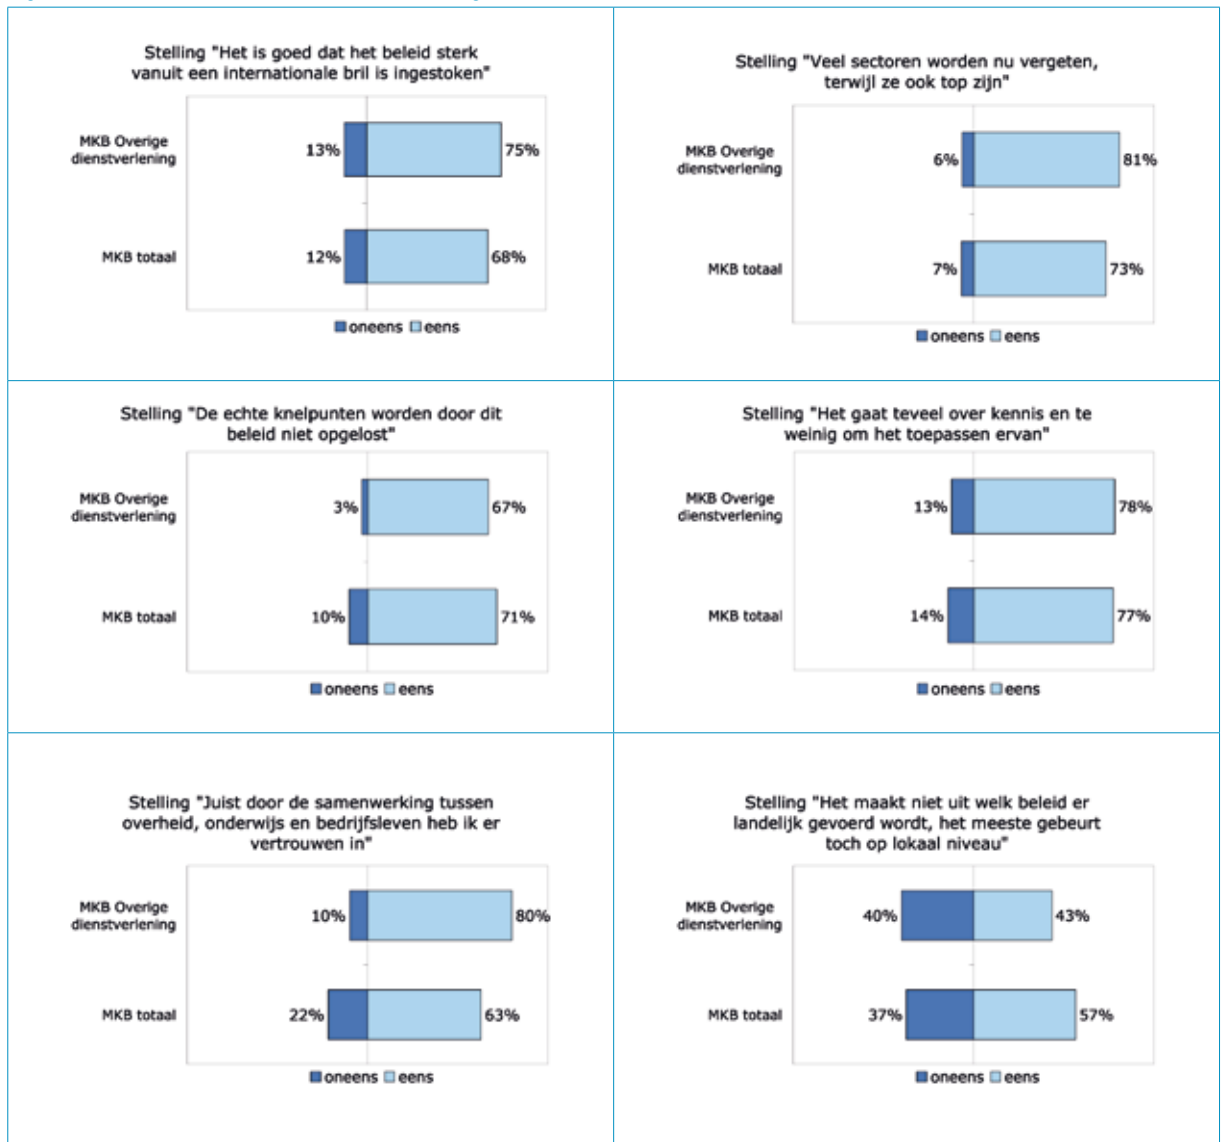 Stelling "Het is goed dat het beleid sterk
vanuit een internationale bril is ingestoken"
MKB Overige
dienstverlening
13%
75%
MKB totaal
12%
68%
oneens eens
Stelling "Veel sectoren worden nu vergeten,
terwijl ze ook top zijn"
MKB Overige
dienstverlening
6%
81%
MKB totaal
7%
73%
oneens eens
Stelling "De echte knelpunten worden door dit
beleid niet opgelost"
MKB Overige
dienstverlening
3%
67%
MKB totaal
10%
71%
oneens eens
Stelling "Het gaat teveel over kennis en te
weinig om het toepassen ervan"
MKB Overige
dienstverlening
13%
78%
MKB totaal
14%
77%
oneens eens
Stelling "Juist door de samenwerking tussen
overheid, onderwijs en bedrijfsleven heb ik er
vertrouwen in"
MKB Overige
dienstverlening
10%
80%
MKB totaal
22%
63%
oneens eens
Stelling "Het maakt niet uit welk beleid er
landelijk gevoerd wordt, het meeste gebeurt
toch op lokaal niveau"
MKB Overige
dienstverlening
40%
43%
MKB totaal
37%
57%
oneens eens